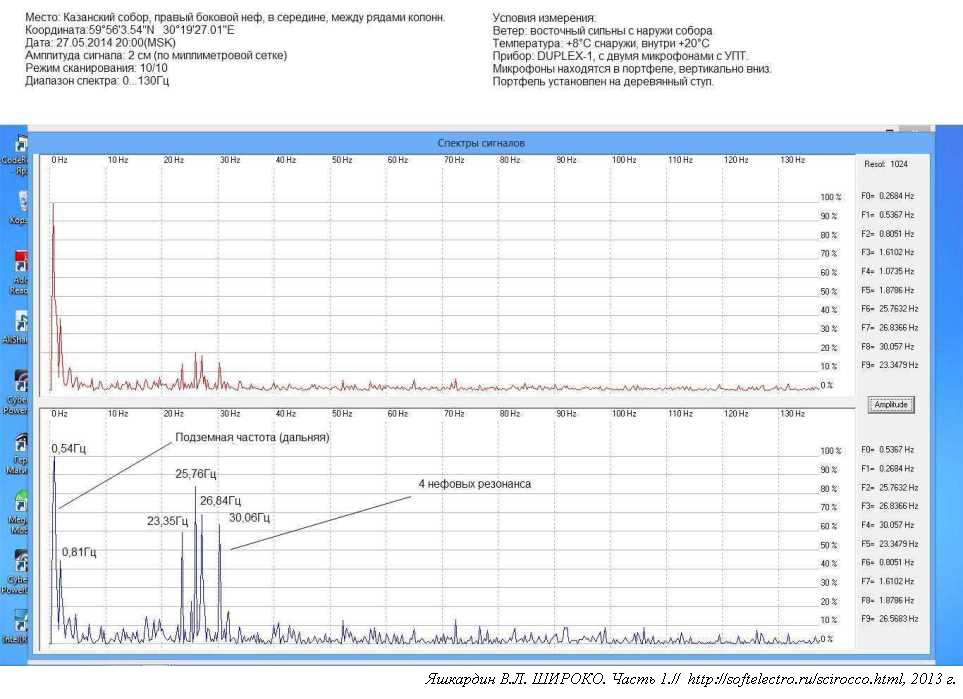 Место: Казанский собор, правый боковой неф, в середине, между рядами колонн.
Координата:59°56'3.54"N 30°19'27.01"E
Дата: 27.05.2014 20:00(MSK)
Амплитуда сигнала: 2 см (по миллиметровой сетке)
Режим сканирования: 10/10
Диапазон спектра: 0...130Гц
Условия измерения:
Ветер: восточный сильны с наружи собора.
Температура: +8°С снаружи, внутри +20°С
Прибор: DUPLEX-1, с двумя микрофонами с УПТ.
Микрофоны находятся в портфеле, вертикально вниз.
Портфель установлен на деревянный ступ.
Спектры сигналов
0 Hz 10 Hz 20 Hz 30 Hz 40 Hz 50 Hz 60 Hz 70 Hz 80 Hz 90 Hz 100 Hz 110 Hz 120 Hz 130 Hz
100 %
90 %
80 %
70 %
60 %
50 %
40 %
30 %
20 %
10 %
0 %
Resol: 1024
F0= 0.2684 Hz
F1= 0.5367 Hz
F2= 0.8051 Hz
F3= 1.6102 Hz
F4= 1.0735 Hz
F5= 1.8786 Hz
F6= 25.7632 Hz
F7= 26.8366 Hz
F8= 30.057 Hz
F9= 23.3479 Hz
Amplitude
0 Hz 10 Hz 20 Hz 30 Hz 40 Hz 50 Hz 60 Hz 70 Hz 80 Hz 90 Hz 100 Hz 110 Hz 120 Hz 130 Hz
Подземная частота (дальняя)
0,54Гц
25,76Гц
4 нефовых резонанса
26,84Гц
23,35Гц
30,06Гц
0,81Гц
100 %
90 %
80 %
70 %
60 %
50 %
40 %
30 %
20 %
10 %
0 %
F0= 0.5367 Hz
F1= 0.2684 Hz
F2= 25.7632 Hz
F3= 26.8366 Hz
F4= 30.057 Hz
F5= 23.3479 Hz
F6= 0.8051 Hz
F7= 1.6102 Hz
F8= 1.8786 Hz
F9= 26.5683 Hz
Яшкардин В.Л. ШИРОКО. Часть 1.// http://softelectro.ru/scirocco.html, 2013 г.